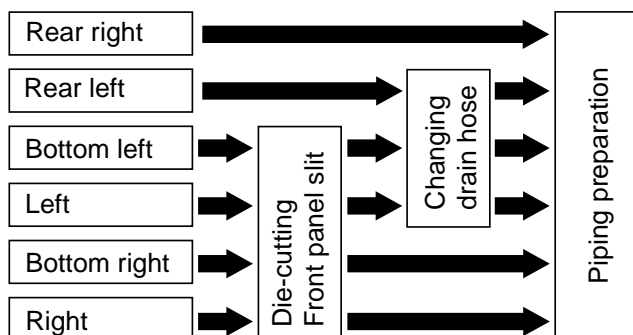 Rear right
Rear left
Bottom left
Left
Bottom right
Right
Die-cutting
Front panel slit
Changing
drain hose
Piping preparation